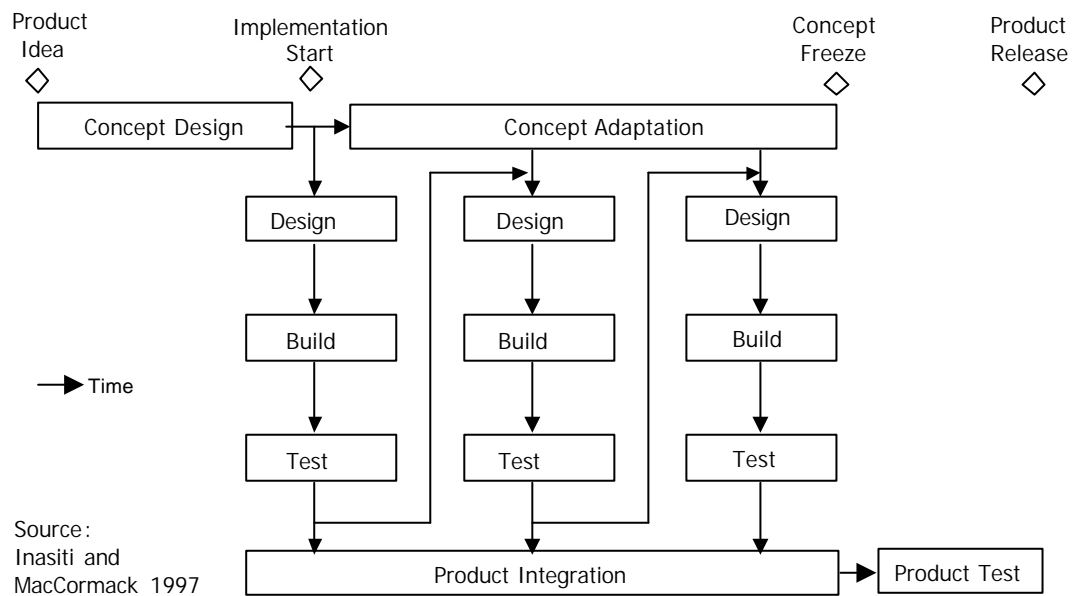 Product
Idea
Implementation
Start
Concept
Freeze
Product
Release
Concept Design
Concept Adaptation
Design
Design
Design
Build
Build
Build
Time
Test
Test
Test
Source:
Inasiti and
MacCormack 1997
Product Integration
Product Test